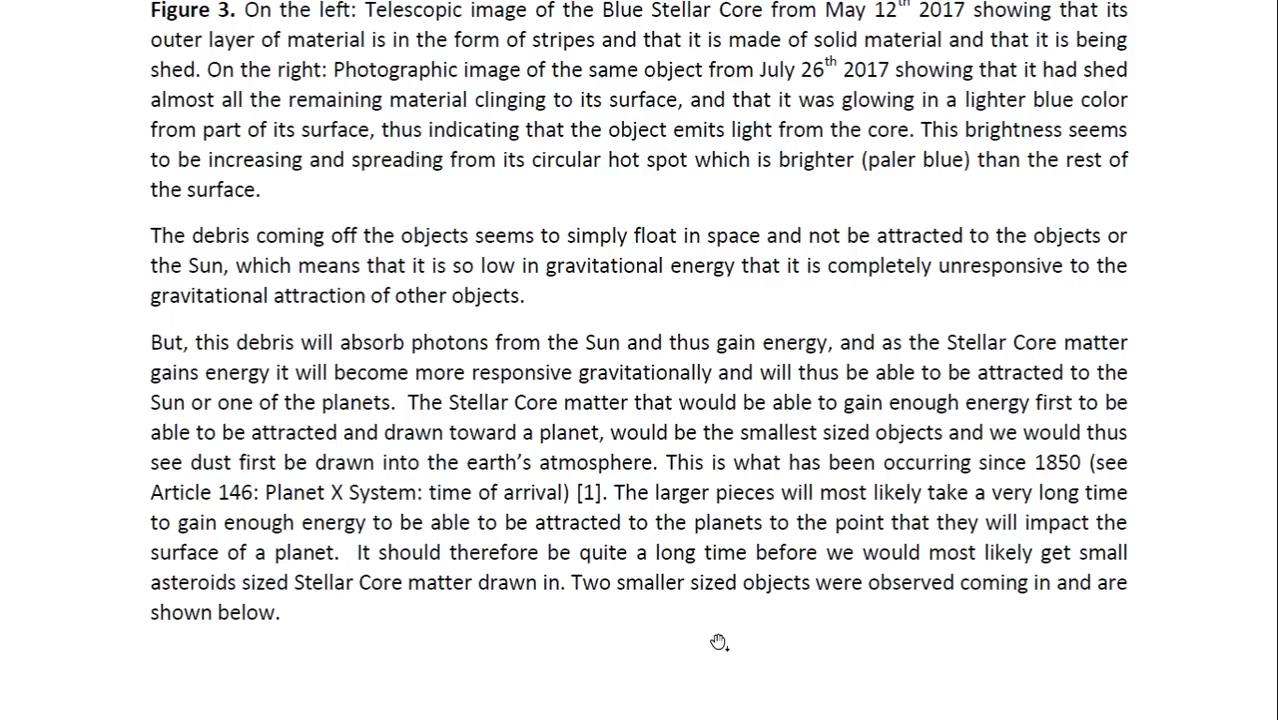 Figure 3. On the left: Telescopic image of the Blue Stellar Core from May 12th 2017 showing that its
outer layer of material is in the form of stripes and that it is made of solid material and that it is being
shed. On the right: Photographic image of the same object from July 26th 2017 showing that it had shed
almost all the remaining material clinging to its surface, and that it was glowing in a lighter blue color
from part of its surface, thus indicating that the object emits light from the core. This brightness seems
to be increasing and spreading from its circular hot spot which is brighter (paler blue) than the rest of
the surface.
The debris coming off the objects seems to simply float in space and not be attracted to the objects or
the Sun, which means that it is so low in gravitational energy that it is completely unresponsive to the
gravitational attraction of other objects.
But, this debris will absorb photons from the Sun and thus gain energy, and as the Stellar Core matter
gains energy it will become more responsive gravitationally and will thus be able to be attracted to the
Sun or one of the planets.  The Stellar Core matter that would be able to gain enough energy first to be
able to be attracted and drawn toward a planet, would be the smallest sized objects and we would thus
see dust first be drawn into the earth’s atmosphere. This is what has been occurring since 1850 (see
Article 146: Planet X System: time of arrival) [1]. The larger pieces will most likely take a very long time
to gain enough energy to be able to be attracted to the planets to the point that they will impact the
surface of a planet.  It should therefore be quite a long time before we would most likely get small
asteroids sized Stellar Core matter drawn in. Two smaller sized objects were observed coming in and are
shown below.